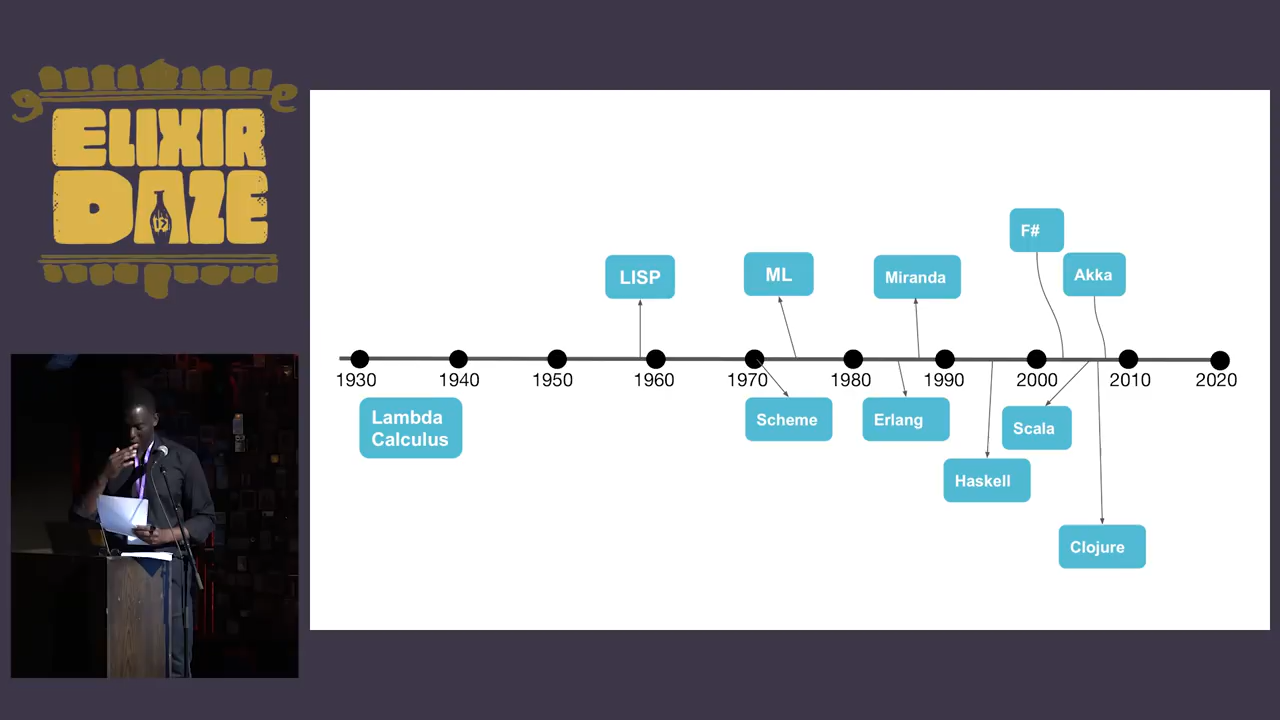 ELIXIR
DAZE
F#
LISP
ML
Miranda
Akka
1930
1940
1950
1960
1970
1980
1990
2000
2010
2020
Lambda
Calculus
Scheme
Erlang
Scala
Haskell
Clojure